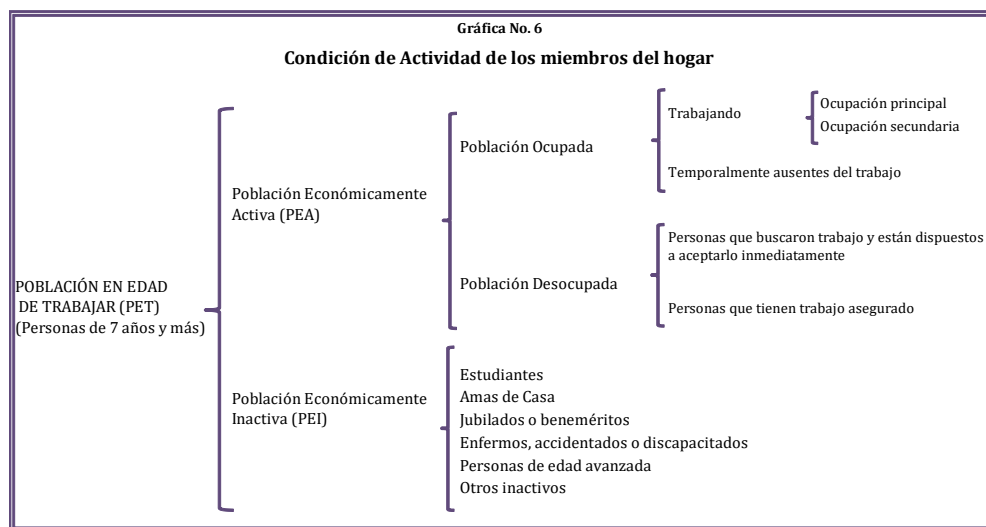 Gráfica No. 6
Condición de Actividad de los miembros del hogar
POBLACIÓN EN EDAD
DE TRABAJAR (PET)
(Personas de 7 años y más)
Población Económicamente
Activa (PEA)
Población Ocupada
Trabajando
Ocupación principal
Ocupación secundaria
Temporalmente ausentes del trabajo
Población Desocupada
Personas que buscaron trabajo y están dispuestos
a aceptarlo inmediatamente
Personas que tienen trabajo asegurado
Población Económicamente
Inactiva (PEI)
Estudiantes
Amas de Casa
Jubilados o beneméritos
Enfermos, accidentados o discapacitados
Personas de edad avanzada
Otros inactivos